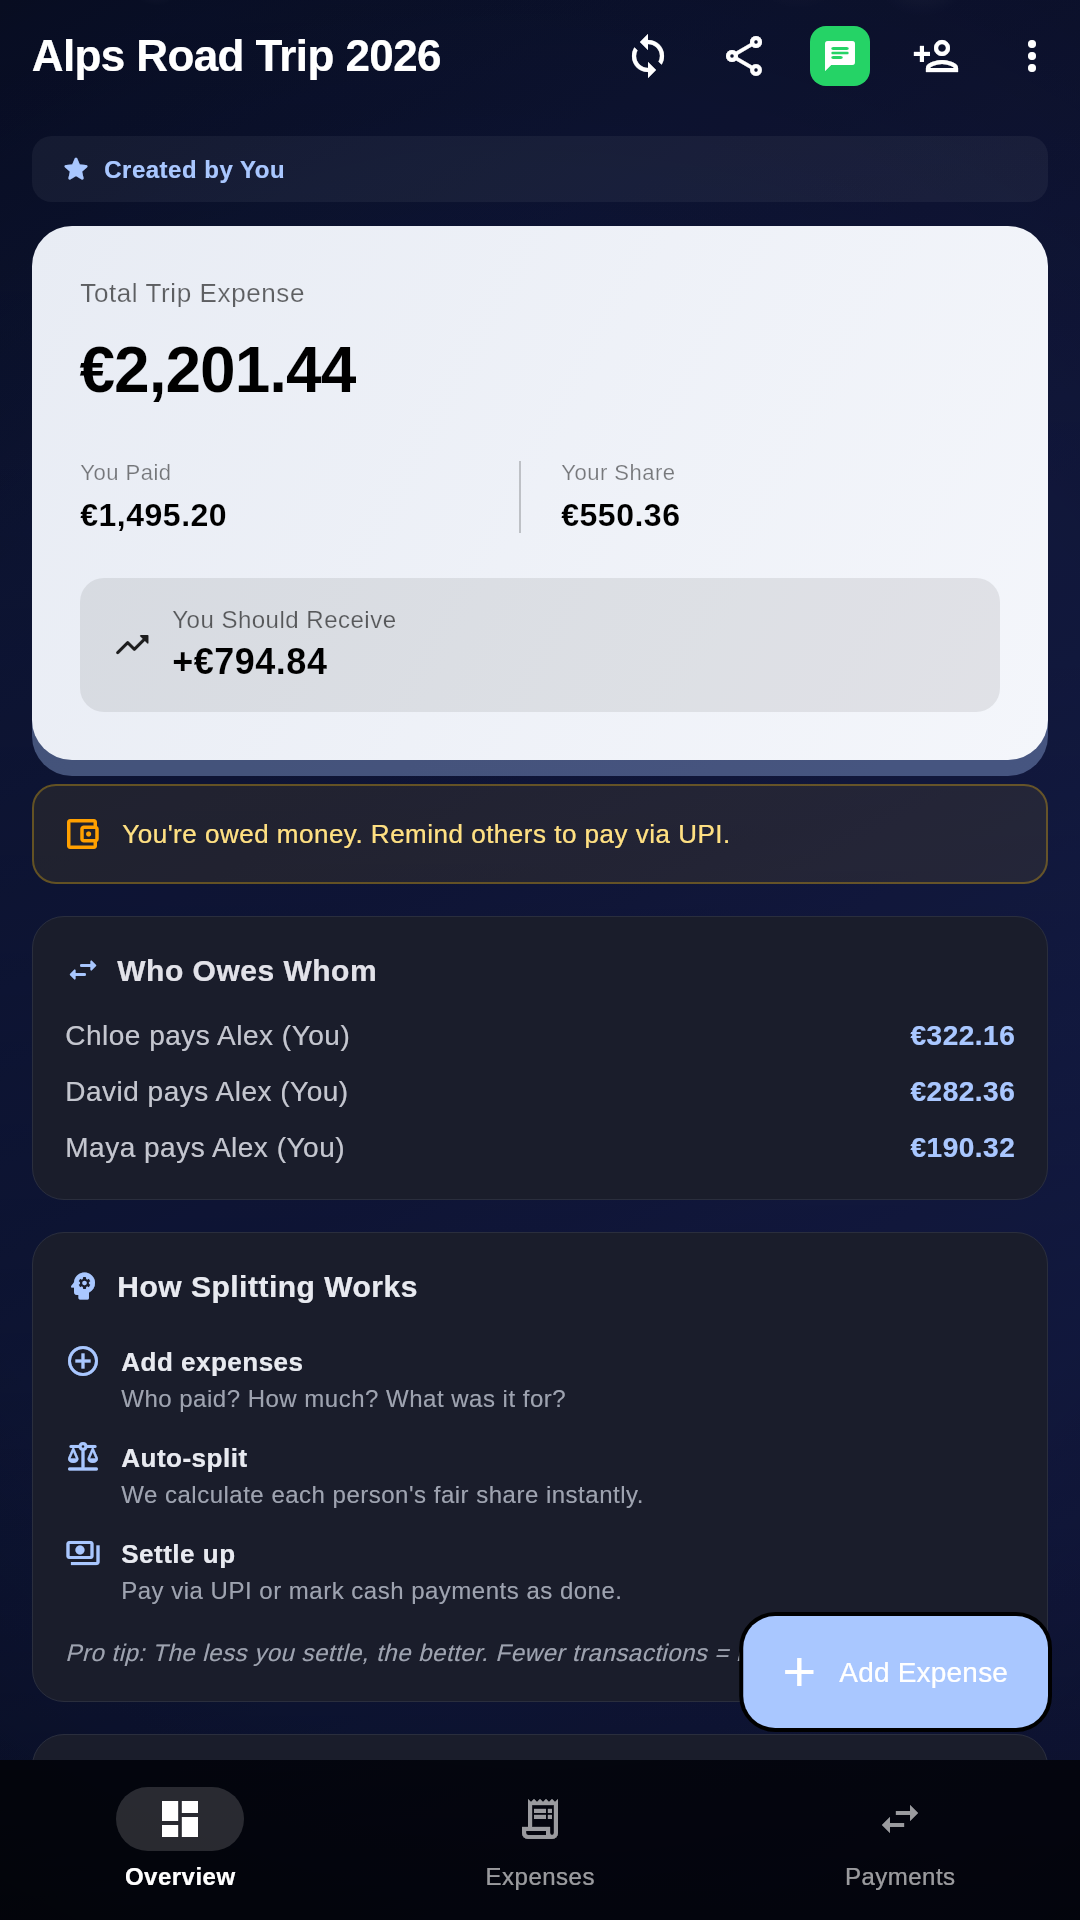 Alps Road Trip 2026
Created by You
Total Trip Expense
€2,201.44
You Paid
€1,495.20
Your Share
€550.36
You Should Receive
+€794.84
You're owed money. Remind others to pay via UPI.
Who Owes Whom
Chloe pays Alex (You) €322.16
David pays Alex (You) €282.36
Maya pays Alex (You) €190.32
How Splitting Works
Add expenses
Who paid? How much? What was it for?
Auto-split
We calculate each person's fair share instantly.
Settle up
Pay via UPI or mark cash payments as done.
Pro tip: The less you settle, the better. Fewer transactions =
Add Expense
Overview
Expenses
Payments